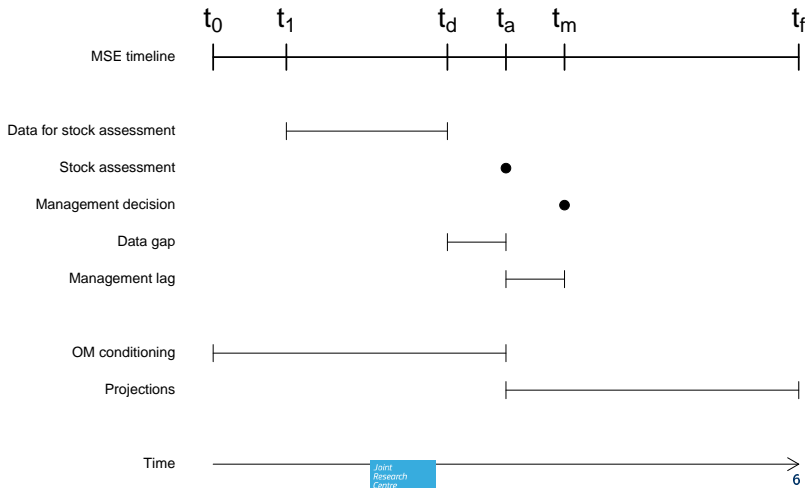 t0 t1 td ta tm tf
MSE timeline
Data for stock assessment
Stock assessment
Management decision
Data gap
Management lag
OM conditioning
Projections
Time
Joint
Research
Centre
6